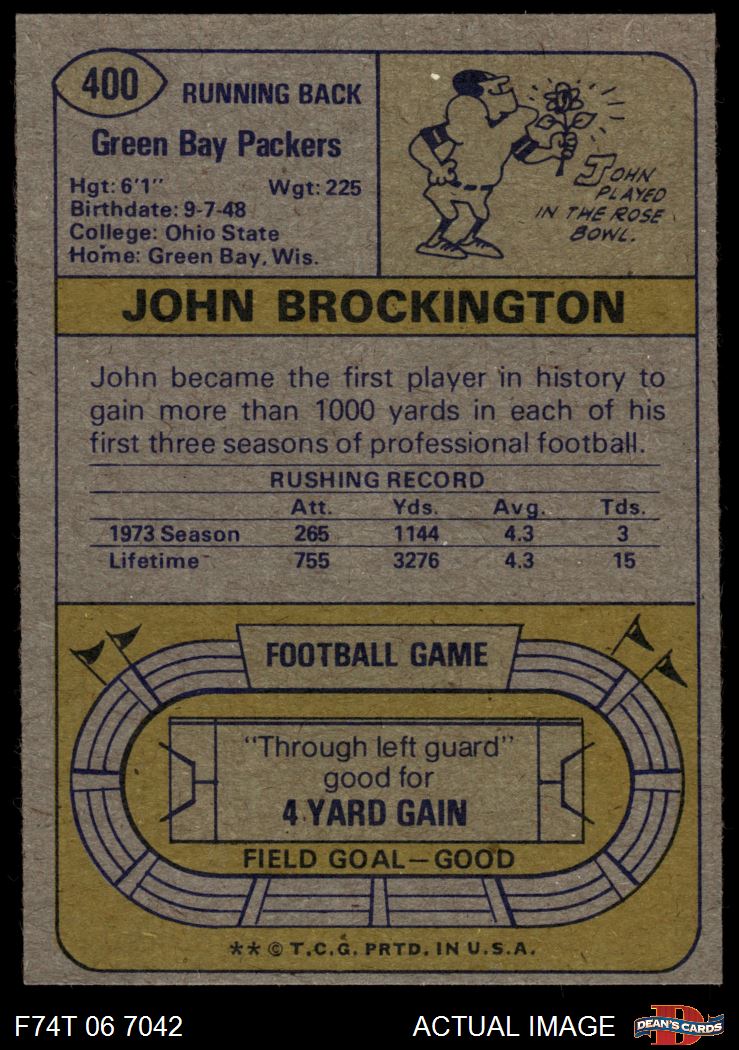 400
RUNNING BACK
Green Bay Packers
Hgt: 6'1" Wgt: 225
Birthdate: 9-7-48
College: Ohio State
Home: Green Bay, Wis.
JOHN
PLAYED
IN THE ROSE
BOWL.
JOHN BROCKINGTON
John became the first player in history to
gain more than 1000 yards in each of his
first three seasons of professional football.
RUSHING RECORD
Att. Yds. Avg. Tds.
1973 Season 265 1144 4.3 3
Lifetime 755 3276 4.3 15
FOOTBALL GAME
"Through left guard"
good for
4 YARD GAIN
FIELD GOAL—GOOD
** © T.C.G. PRTD. IN U.S.A.
F74T 06 7042 ACTUAL IMAGE D DEAN'S CARDS